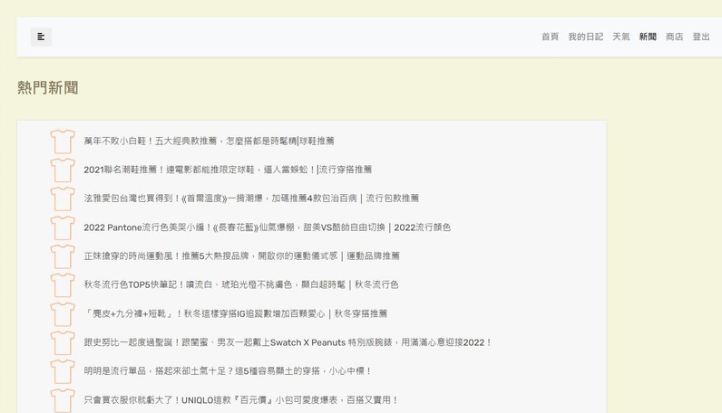 首頁 我的日記 天氣 新聞 商店 登出
熱門新聞
萬年不敗小白鞋！五大經典款推薦，怎麼搭都是時髦精|球鞋推薦
2021聯名潮鞋推薦！連電影都能推限定球鞋，逼人當蜈蚣！|流行穿搭推薦
泫雅愛包台灣也買得到！《首爾溫度》一揹潮爆，加碼推薦4款包治百病｜流行包款推薦
2022 Pantone流行色美哭小編！《長春花藍》仙氣爆棚，甜美VS酷帥自由切換｜2022流行顏色
正妹搶穿的時尚運動風！推薦5大熱搜品牌，開啟你的運動儀式感｜運動品牌推薦
秋冬流行色TOP5快筆記！嘖流白、琥珀光橙不挑膚色，顯白超時髦｜秋冬流行色
「麂皮+九分褲+短靴」！秋冬這樣穿搭IG追蹤數增加百顆愛心｜秋冬穿搭推薦
跟史努比一起度過聖誕！跟閨蜜、男友一起戴上Swatch X Peanuts 特別版腕錶，用滿滿心意迎接2022！
明明是流行單品，搭起來卻土氣十足？這5種容易顯土的穿搭，小心中標！
只會買衣服你就虧大了！UNIQLO這款『百元價』小包可愛度爆表，百搭又實用！